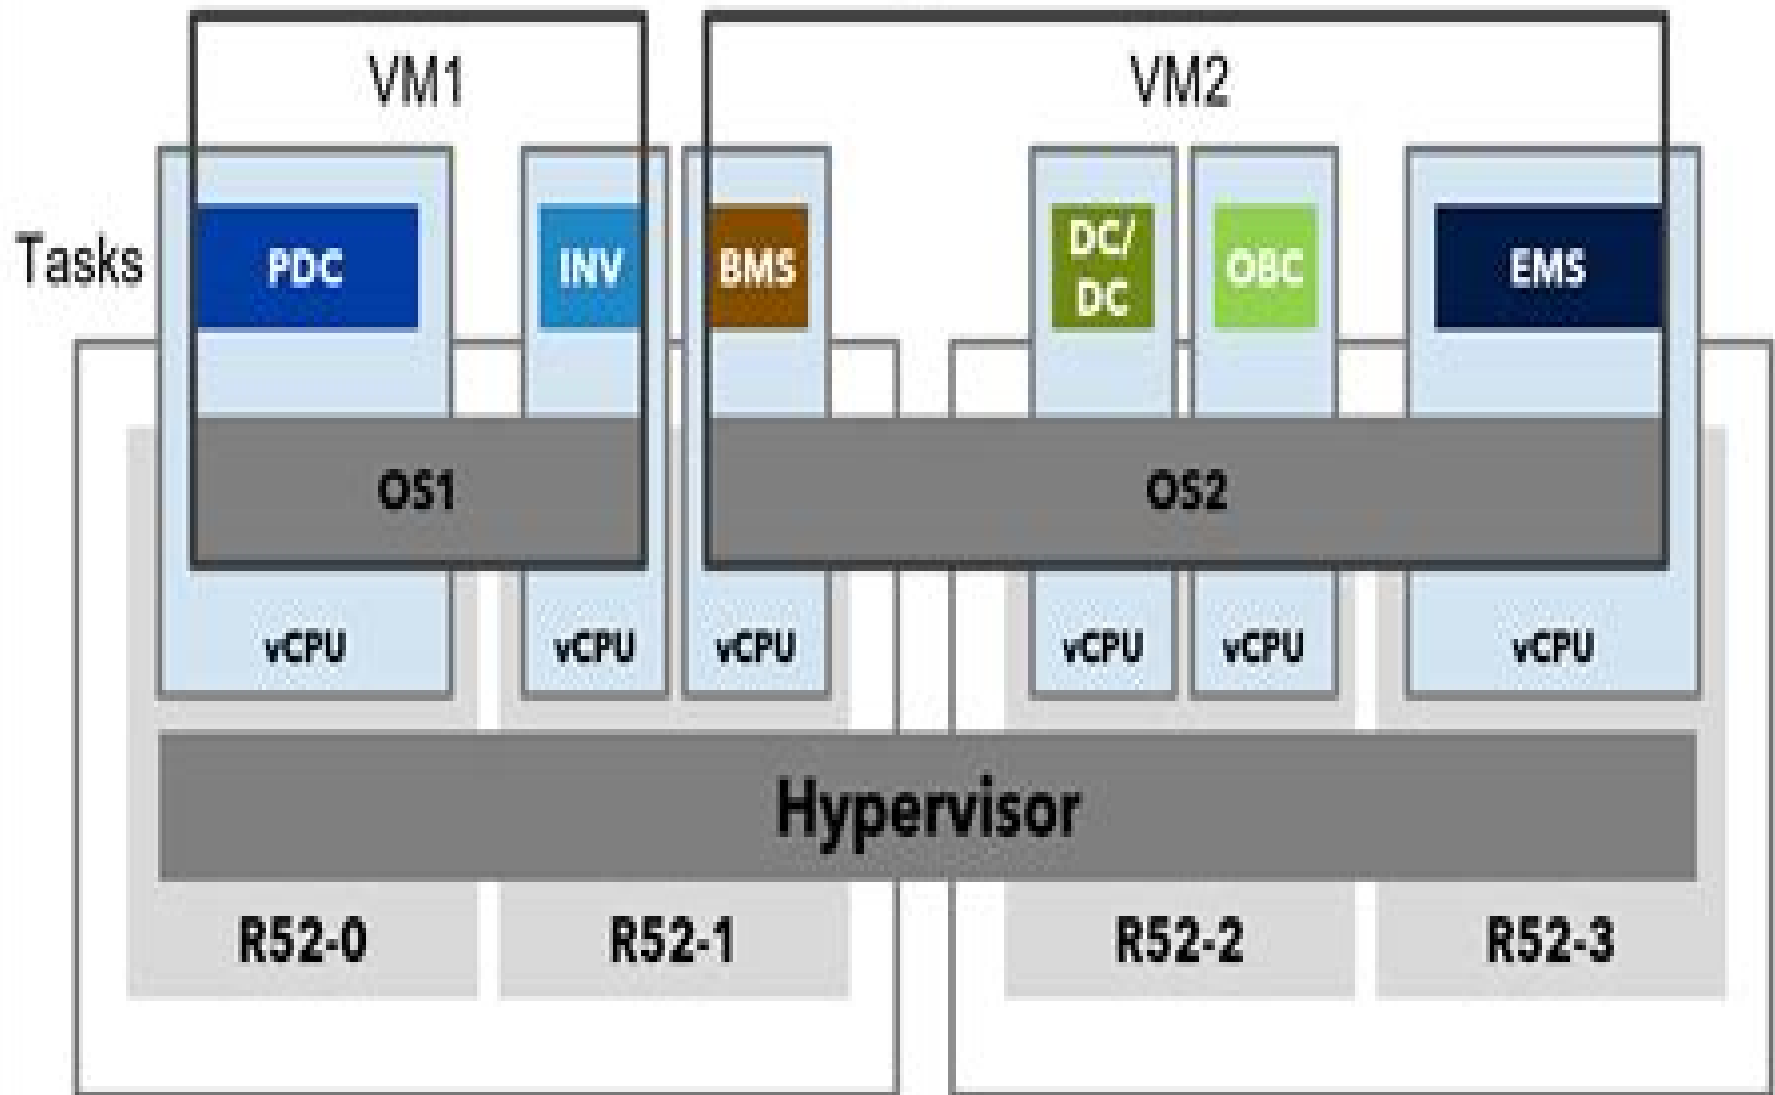 VM1
VM2
Tasks
PDC
INV
BMS
DC/
DC
OBC
EMS
OS1
OS2
vCPU
vCPU
vCPU
vCPU
vCPU
vCPU
Hypervisor
R52-0
R52-1
R52-2
R52-3